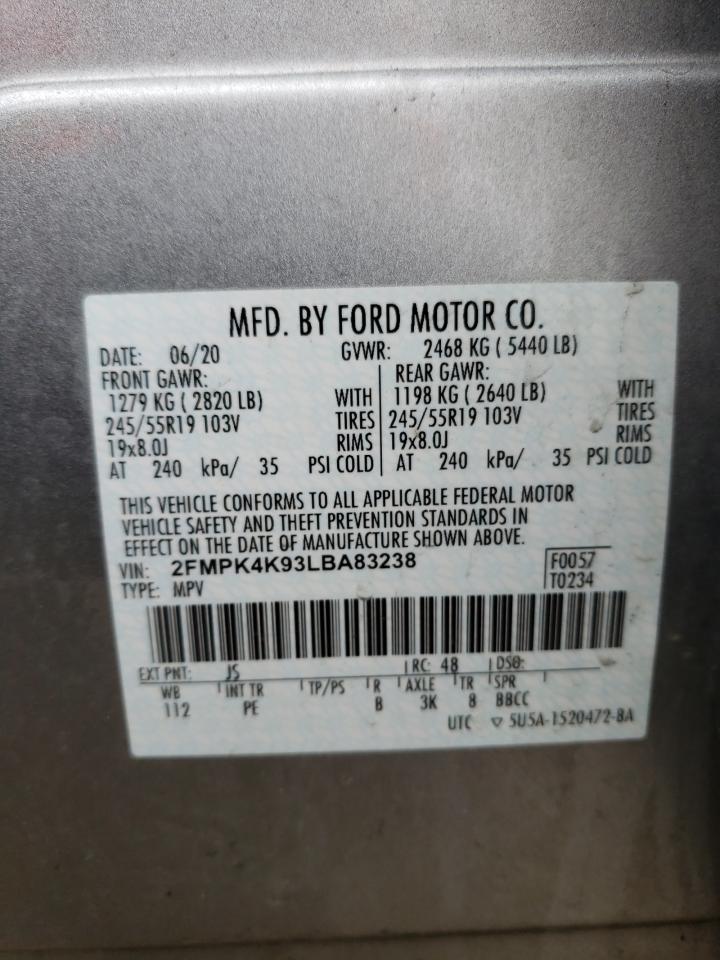 MFD. BY FORD MOTOR CO.
DATE: 06/20 GVWR: 2468 KG ( 5440 LB)
FRONT GAWR: REAR GAWR:
1279 KG ( 2820 LB) WITH 1198 KG ( 2640 LB) WITH
245/55R19 103V TIRES 245/55R19 103V TIRES
19x8.0J RIMS 19x8.0J RIMS
AT 240 kPa/ 35 PSI COLD AT 240 kPa/ 35 PSI COLD
THIS VEHICLE CONFORMS TO ALL APPLICABLE FEDERAL MOTOR
VEHICLE SAFETY AND THEFT PREVENTION STANDARDS IN
EFFECT ON THE DATE OF MANUFACTURE SHOWN ABOVE.
VIN: 2FMPK4K93LBA83238 F0057
TYPE: MPV T0234
EXT PNT: JS RC: 48 DSO:
WB INT TR TP/PS R AXLE TR SPR
112 PE B 3K 8 BBCC
UTC ▽ 5U5A-1520472-BA